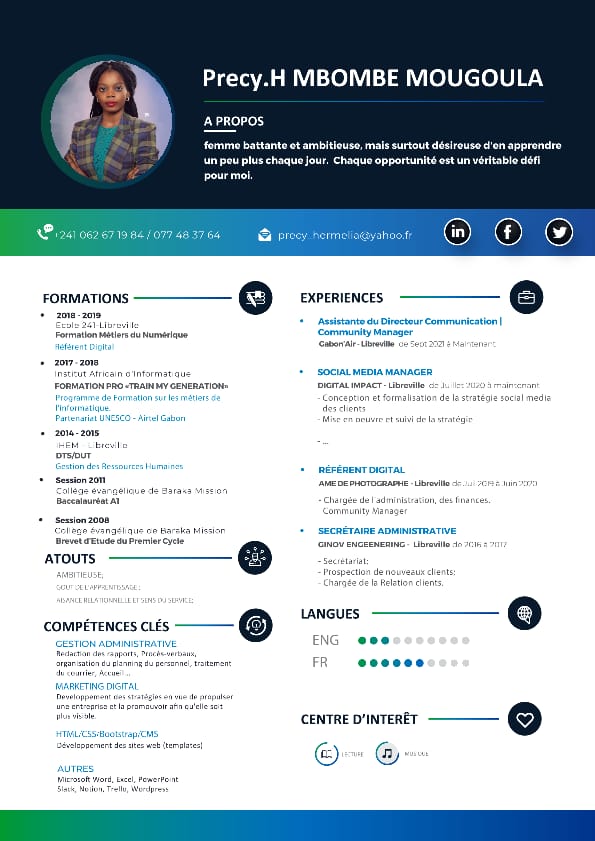 Precy.H MBOMBE MOUGOULA
A PROPOS
femme battante et ambitieuse, mais surtout désireuse d'en apprendre
un peu plus chaque jour. Chaque opportunité est un véritable défi
pour moi.
+241 062 67 19 84 / 077 48 37 64
precy_hermelia@yahoo.fr
FORMATIONS
2018 - 2019
Ecole 241-Libreville
Formation Métiers du Numérique
Référent Digital
2017 - 2018
Institut Africain d'Informatique
FORMATION PRO «TRAIN MY GENERATION»
Programme de Formation sur les métiers de
l'informatique.
Partenariat UNESCO - Airtel Gabon
2014 - 2015
IHEM - Libreville
DTS/DUT
Gestion des Ressources Humaines
Session 2011
Collège évangélique de Baraka Mission
Baccalauréat A1
Session 2008
Collège évangélique de Baraka Mission
Brevet d'Etude du Premier Cycle
ATOUTS
AMBITIEUSE;
GOUT DE L'APPRENTISSAGE;
AISANCE RELATIONNELLE ET SENS DU SERVICE;
COMPÉTENCES CLÉS
GESTION ADMINISTRATIVE
Redaction des rapports, Procès-verbaux,
organisation du planning du personnel, traitement
du courrier, Accueil...
MARKETING DIGITAL
Developpement des stratégies en vue de propulser
une entreprise et la promouvoir afin qu'elle soit
plus visible.
HTML/CSS/Bootstrap/CMS
Développement des sites web (templates)
AUTRES
Microsoft Word, Excel, PowerPoint
Slack, Notion, Trello, Wordpress
EXPERIENCES
Assistante du Directeur Communication |
Community Manager
Gabon'Air - Libreville de Sept 2021 à Maintenant
SOCIAL MEDIA MANAGER
DIGITAL IMPACT - Libreville de Juillet 2020 à maintenant
- Conception et formalisation de la stratégie social media
des clients
- Mise en oeuvre et suivi de la stratégie
- ...
RÉFÉRENT DIGITAL
AME DE PHOTOGRAPHE - Libreville de Juil 2019 à Juin 2020
- Chargée de l'administration, des finances.
Community Manager
SECRÉTAIRE ADMINISTRATIVE
GINOV ENGEENERING - Libreville de 2016 à 2017
- Secretariat;
- Prospection de nouveaux clients;
- Chargée de la Relation clients.
LANGUES
ENG
FR
CENTRE D'INTERÊT
LECTURE
MUSIQUE